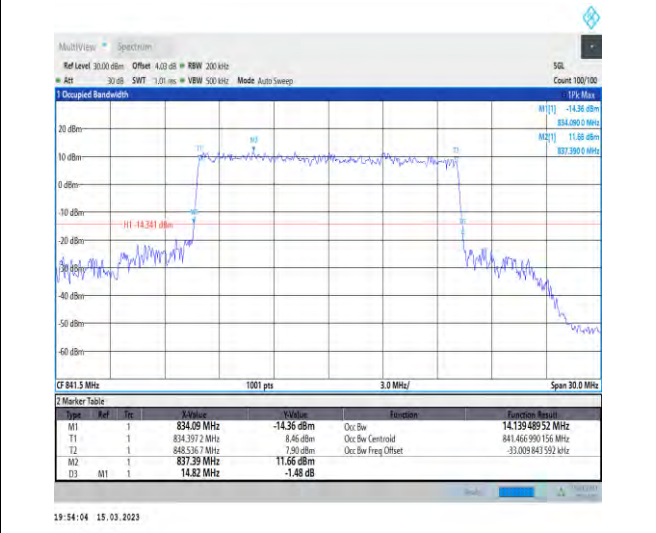 MultiView Spectrum
Ref Level 30.00 dBm Offset 4.03 dB RBW 200 kHz SGL
Att 30 dB SWT 1.01 ms VBW 500 kHz Mode Auto Sweep Count 100/100
1 Occupied Bandwidth 1Pk Max
M1[1] -14.36 dBm
834.090 0 MHz
M2[1] 11.66 dBm
837.390 0 MHz
20 dBm
M2
T1 T2
10 dBm
0 dBm
-10 dBm
H1 -14.341 dBm
-20 dBm
-30 dBm
-40 dBm
-50 dBm
-60 dBm
CF 841.5 MHz 1001 pts 3.0 MHz/ Span 30.0 MHz
2 Marker Table
Type Ref Trc X-Value Y-Value Function Function Result
M1 1 834.09 MHz -14.36 dBm Occ Bw 14.139 489 52 MHz
T1 1 834.397 2 MHz 8.46 dBm Occ Bw Centroid 841.466 990 156 MHz
T2 1 848.536 7 MHz 7.90 dBm Occ Bw Freq Offset -33.009 843 592 kHz
M2 1 837.39 MHz 11.66 dBm
D3 M1 1 14.82 MHz -1.48 dB
19:54:04 15.03.2023